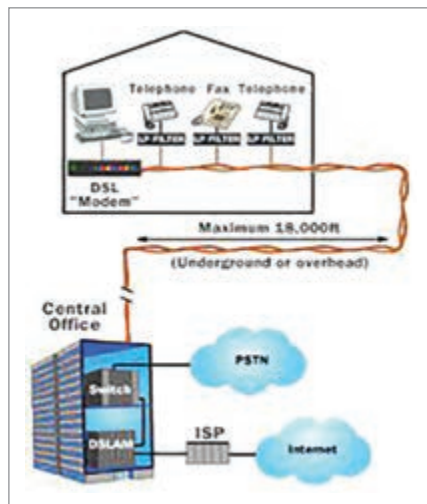 Telephone Fax Telephone
LP FILTER LP FILTER LP FILTER
DSL
"Modem"
Maximum 18,000ft
(Underground or overhead)
Central
Office
PSTN
Switch
ISP
DSLAM
Internet